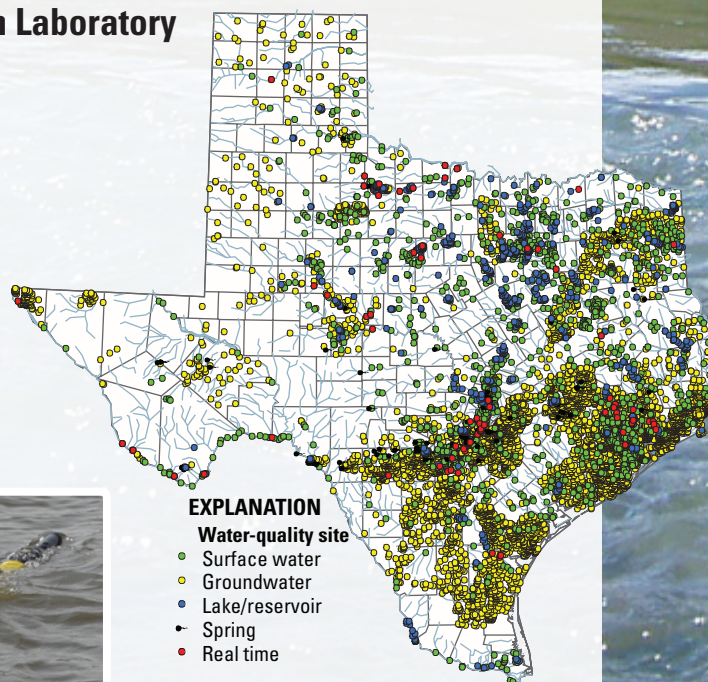 Laboratory
EXPLANATION
Water-quality site
Surface water
Groundwater
Lake/reservoir
Spring
Real time